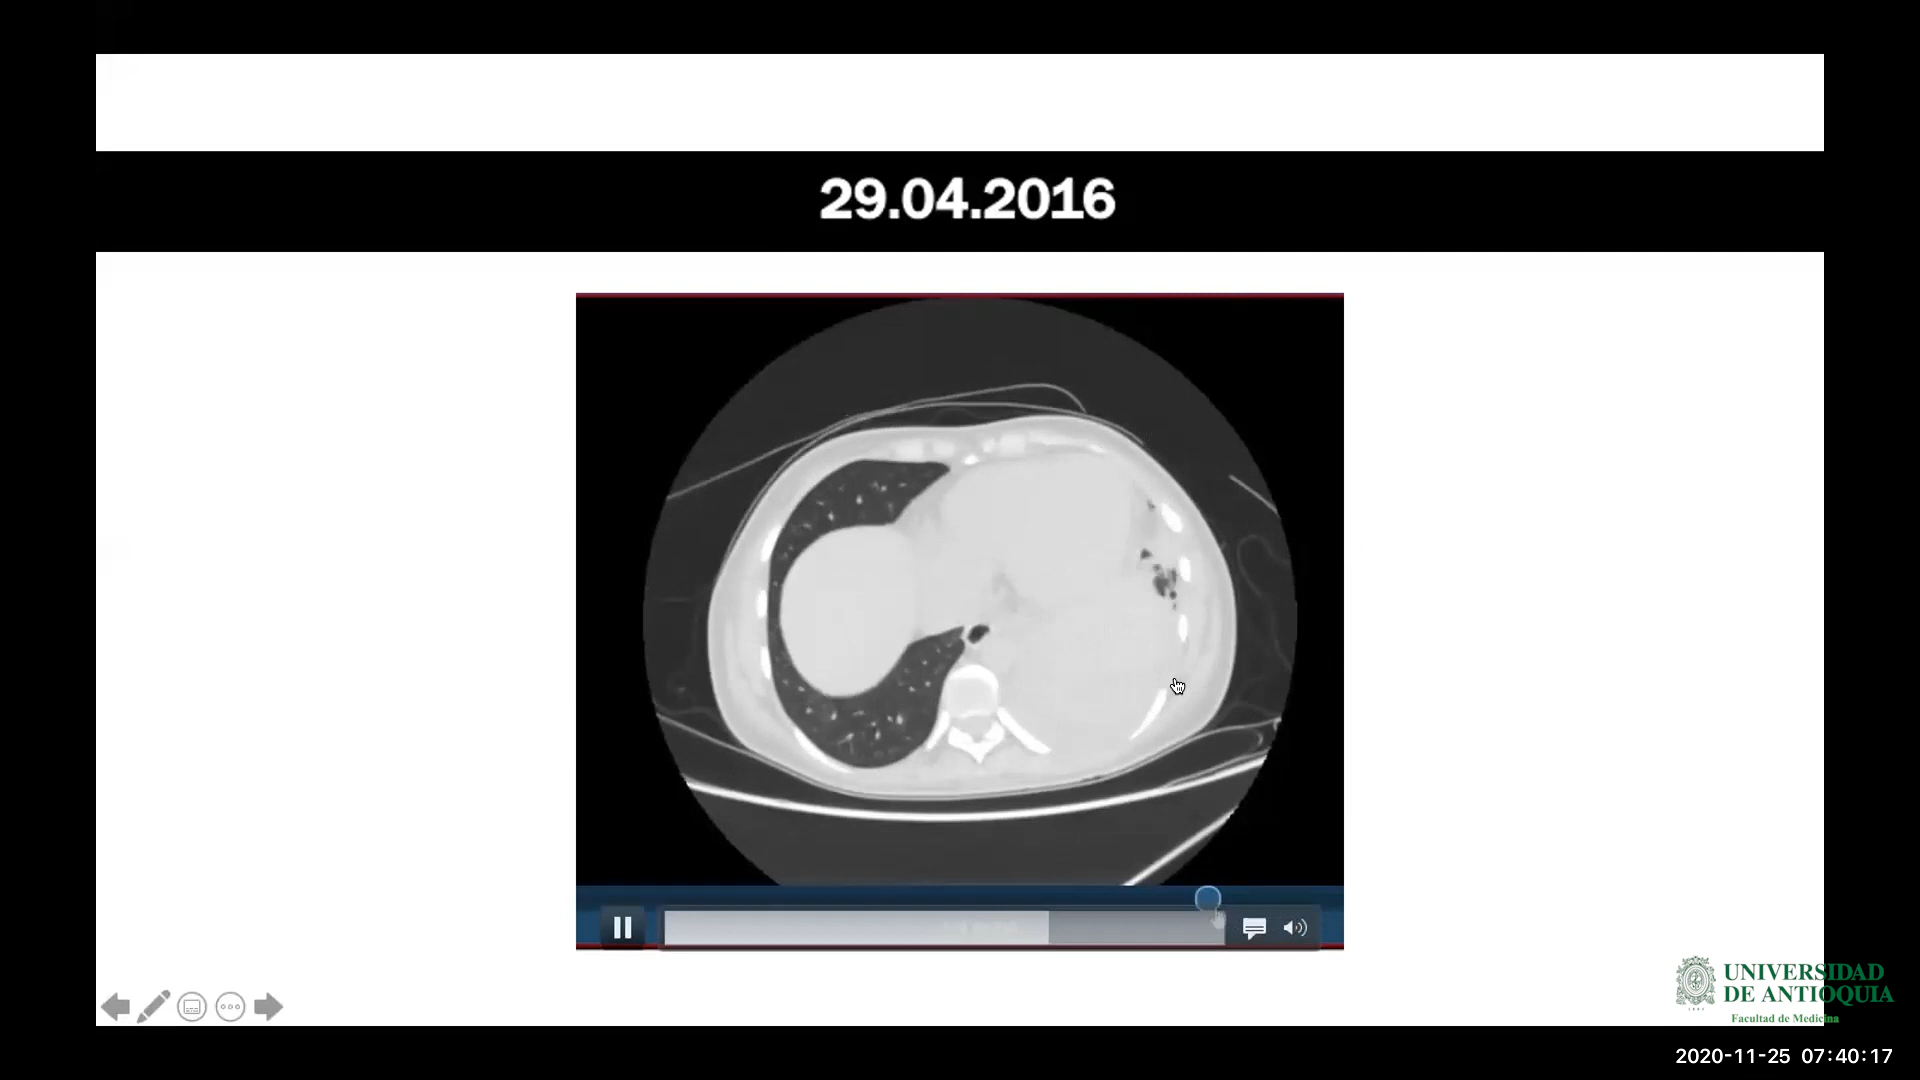 29.04.2016
UNIVERSIDAD
DE ANTIOQUIA
Facultad de Medicina
2020-11-25 07:40:17